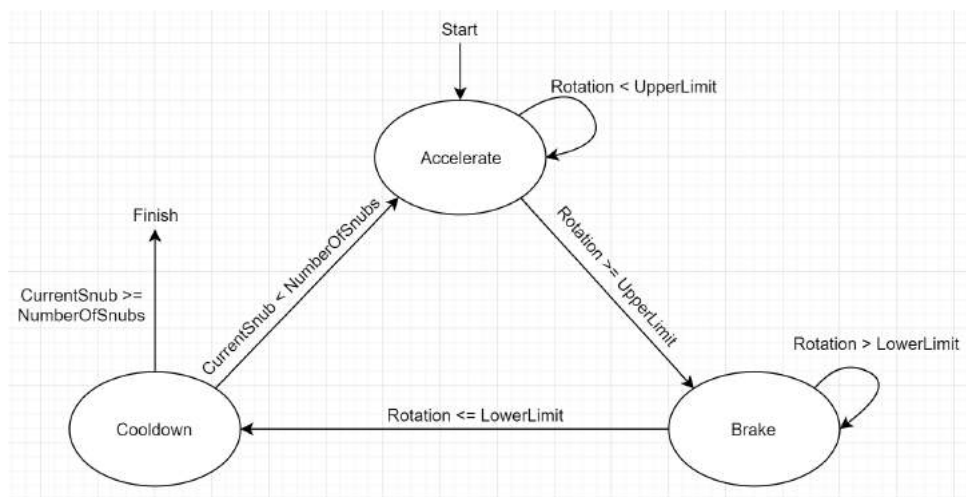 Start
Rotation < UpperLimit
Accelerate
Finish
CurrentSnub >=
NumberOfSnubs
CurrentSnub < NumberOfSnubs
Rotation >= UpperLimit
Rotation > LowerLimit
Cooldown
Rotation <= LowerLimit
Brake